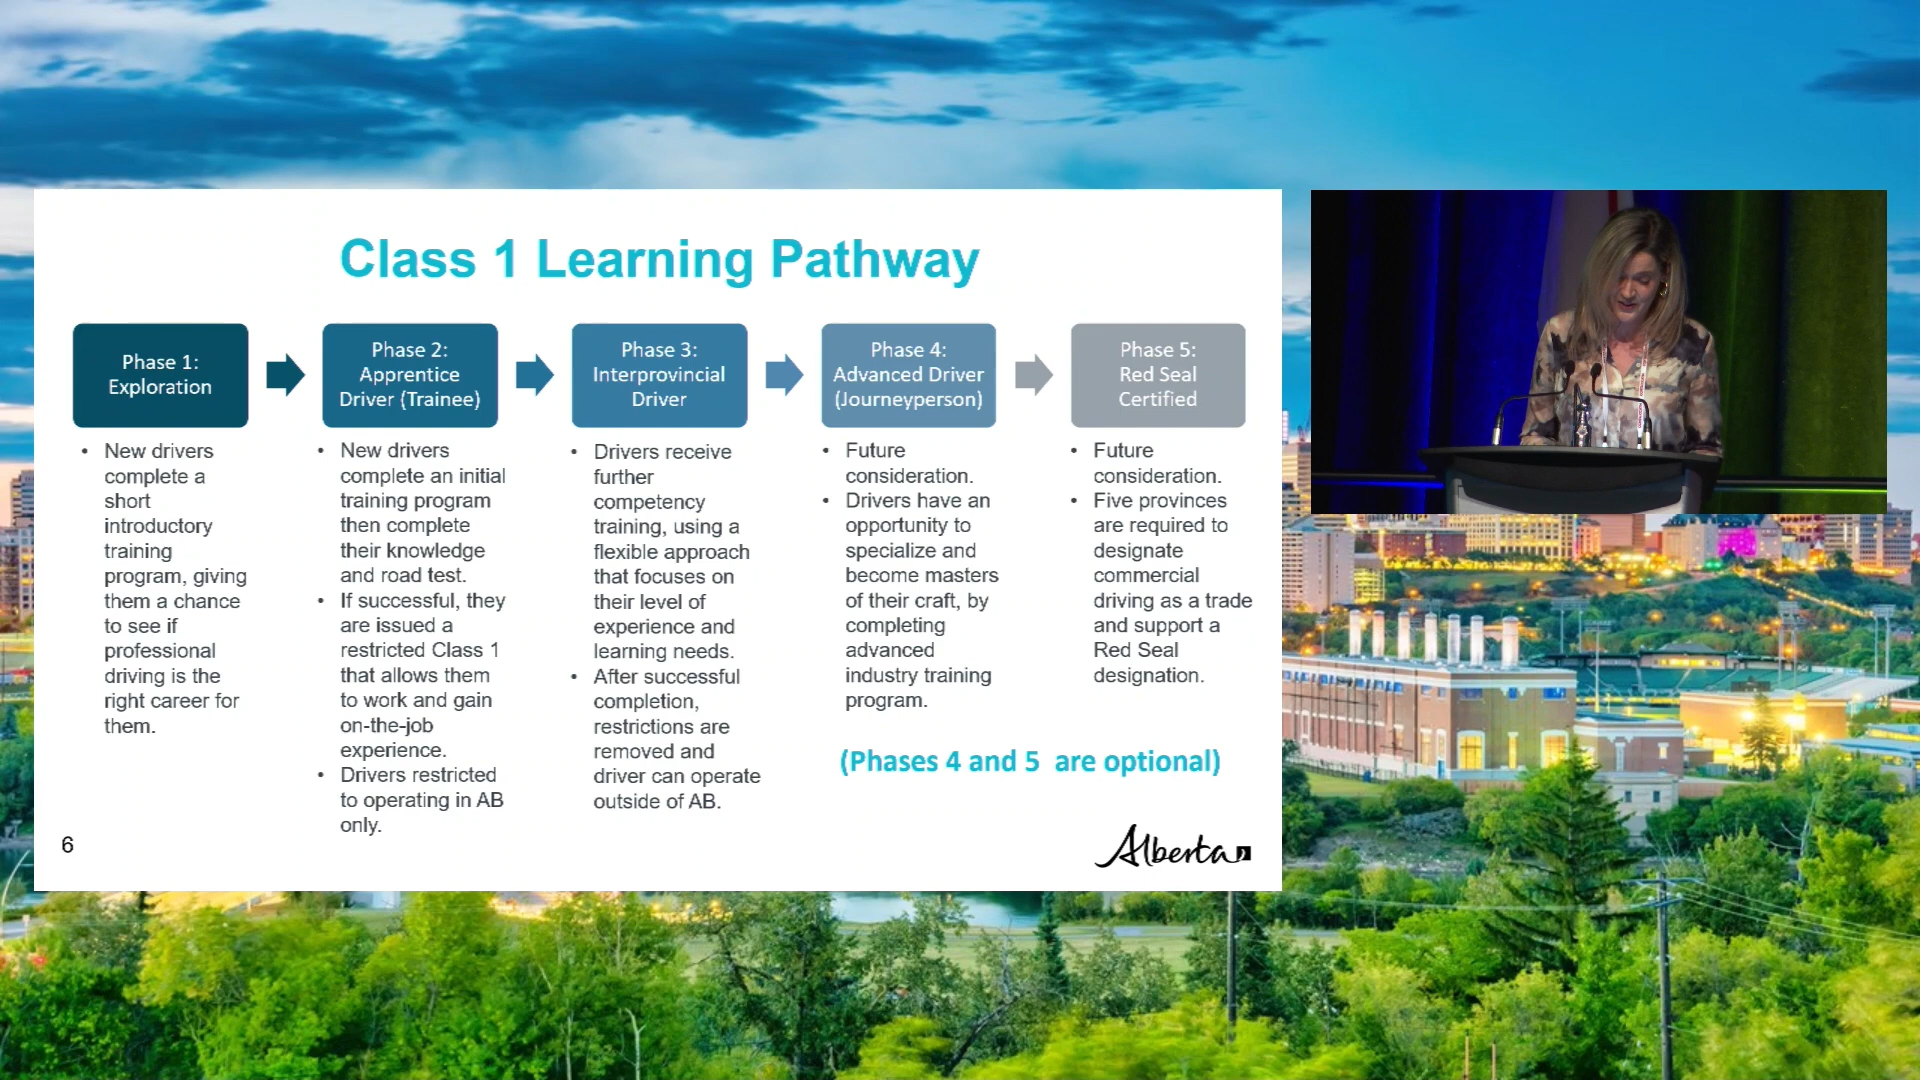 Class 1 Learning Pathway
Phase 1:
Exploration
Phase 2:
Apprentice
Driver (Trainee)
Phase 3:
Interprovincial
Driver
Phase 4:
Advanced Driver
(Journeyperson)
Phase 5:
Red Seal
Certified
• New drivers
complete a
short
introductory
training
program, giving
them a chance
to see if
professional
driving is the
right career for
them.
• New drivers
complete an initial
training program
then complete
their knowledge
and road test.
• If successful, they
are issued a
restricted Class 1
that allows them
to work and gain
on-the-job
experience.
• Drivers restricted
to operating in AB
only.
• Drivers receive
further
competency
training, using a
flexible approach
that focuses on
their level of
experience and
learning needs.
• After successful
completion,
restrictions are
removed and
driver can operate
outside of AB.
• Future
consideration.
• Drivers have an
opportunity to
specialize and
become masters
of their craft, by
completing
advanced
industry training
program.
• Future
consideration.
• Five provinces
are required to
designate
commercial
driving as a trade
and support a
Red Seal
designation.
(Phases 4 and 5 are optional)
6
Alberta